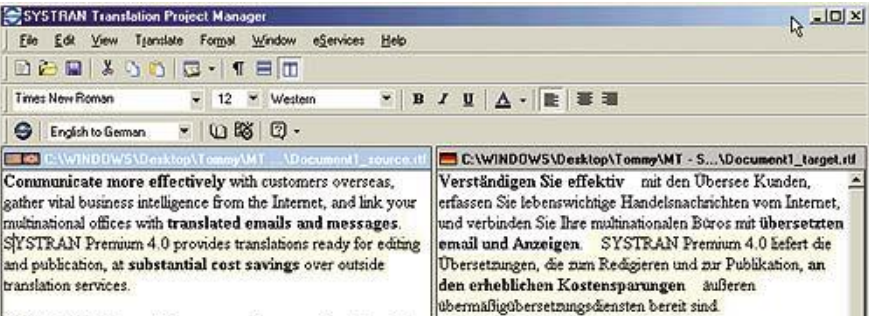 SYSTRAN Translation Project Manager
File Edit View Translate Format Window eServices Help
Times New Roman 12 Western B I U A
English to German
C:\WINDOWS\Desktop\Tommy\MT ...\Document1_source.rtf
Communicate more effectively with customers overseas,
gather vital business intelligence from the Internet, and link your
multinational offices with translated emails and messages.
SYSTRAN Premium 4.0 provides translations ready for editing
and publication, at substantial cost savings over outside
translation services.
C:\WINDOWS\Desktop\Tommy\MT - S...\Document1_target.rtf
Verständigen Sie effektiv mit den Übersee Kunden,
erfassen Sie lebenswichtige Handelsnachrichten vom Internet,
und verbinden Sie Ihre multinationalen Büros mit übersetzten
email und Anzeigen. SYSTRAN Premium 4.0 liefert die
Übersetzungen, die zum Redigieren und zur Publikation, an
den erheblichen Kostensparungen äußeren
übermäßigübersetzungsdiensten bereit sind.